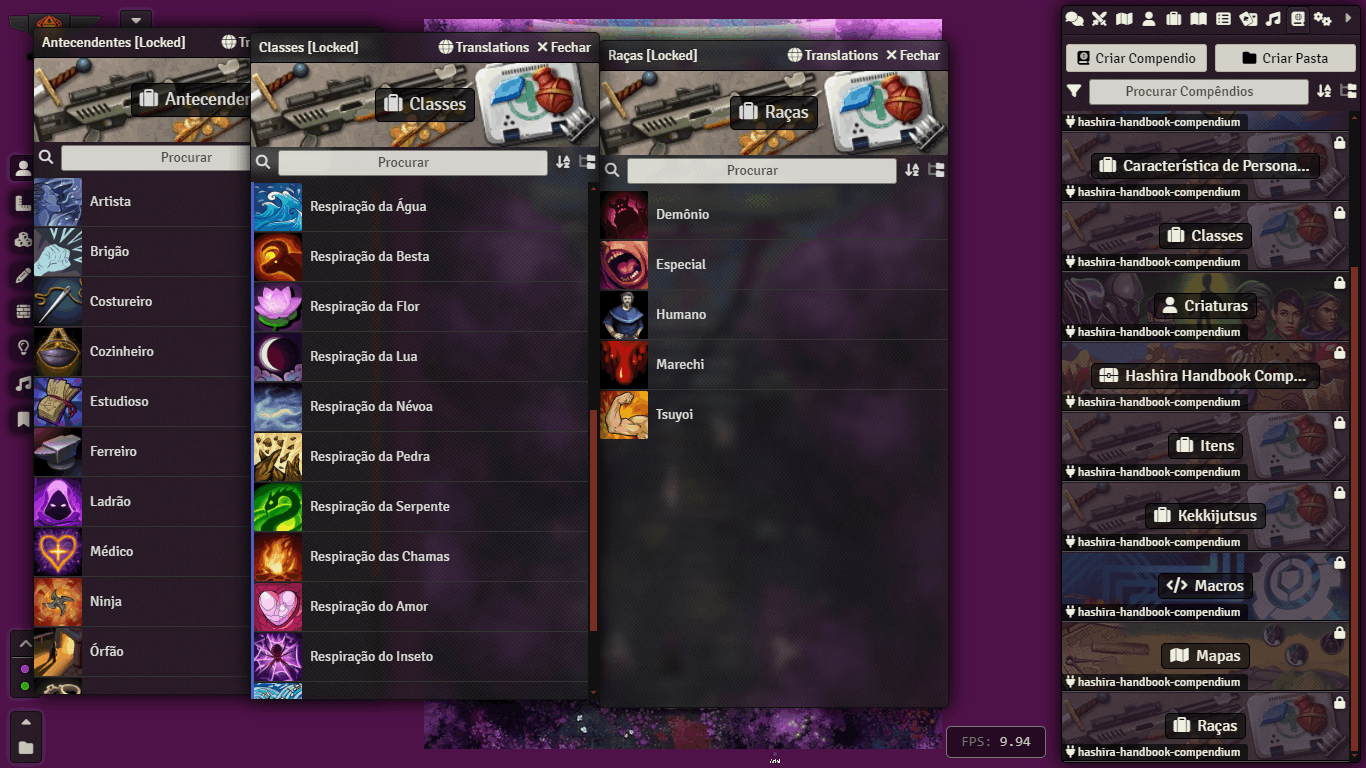 Antecedentes [Locked]
Tr
Antecedente
Procurar
Artista
Brigão
Costureiro
Cozinheiro
Estudioso
Ferreiro
Ladrão
Médico
Ninja
Órfão
Classes [Locked]
Translations
Fechar
Classes
Procurar
Respiração da Água
Respiração da Besta
Respiração da Flor
Respiração da Lua
Respiração da Névoa
Respiração da Pedra
Respiração da Serpente
Respiração das Chamas
Respiração do Amor
Respiração do Inseto
Raças [Locked]
Translations
Fechar
Raças
Procurar
Demônio
Especial
Humano
Marechi
Tsuyoi
FPS: 9.94
Criar Compendio
Criar Pasta
Procurar Compêndios
hashira-handbook-compendium
Característica de Persona...
hashira-handbook-compendium
Classes
hashira-handbook-compendium
Criaturas
hashira-handbook-compendium
Hashira Handbook Comp...
hashira-handbook-compendium
Itens
hashira-handbook-compendium
Kekkijutsus
hashira-handbook-compendium
Macros
hashira-handbook-compendium
Mapas
hashira-handbook-compendium
Raças
hashira-handbook-compendium